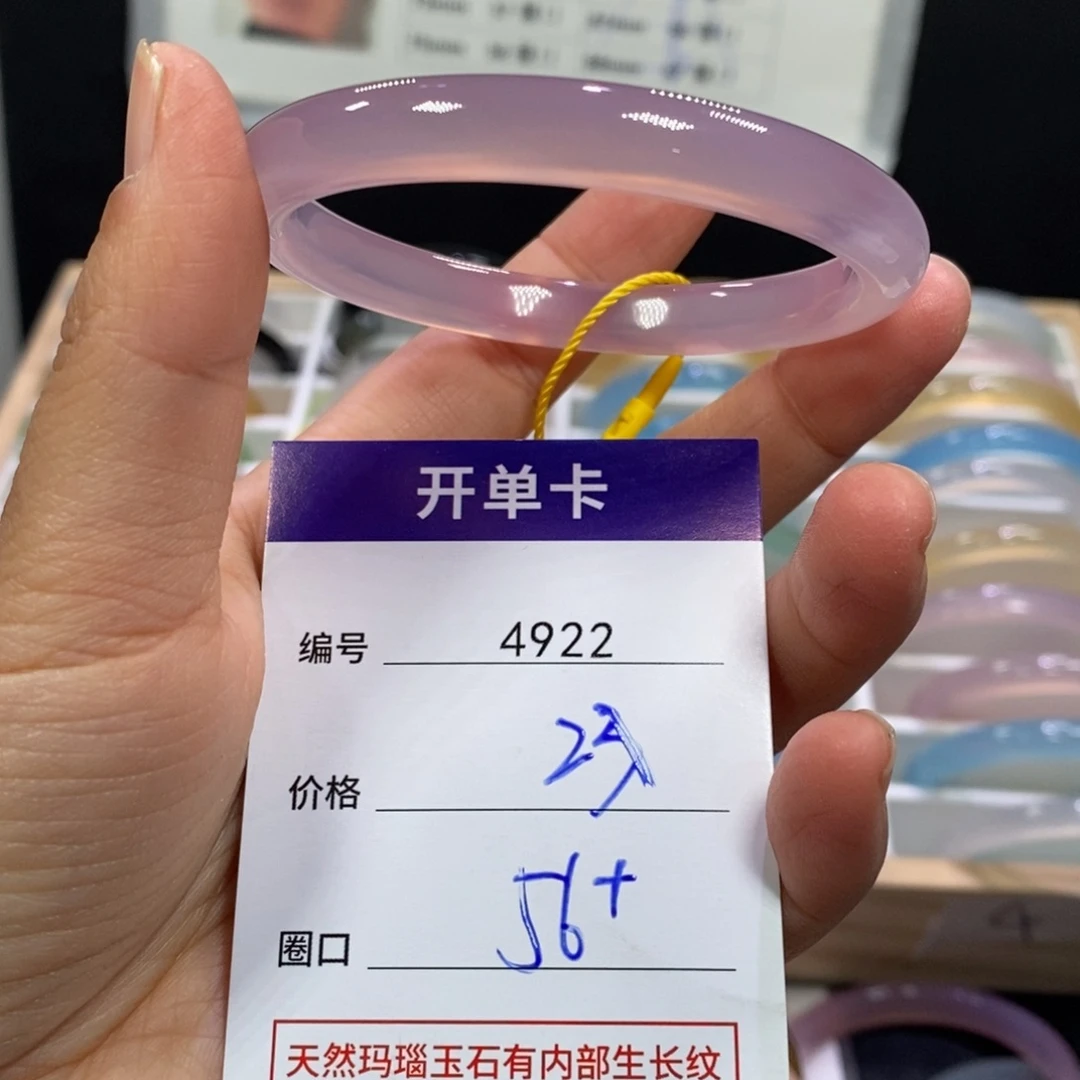 开单卡
编号 4922
价格
圈口 56+
天然玛瑙玉石有内部生长纹